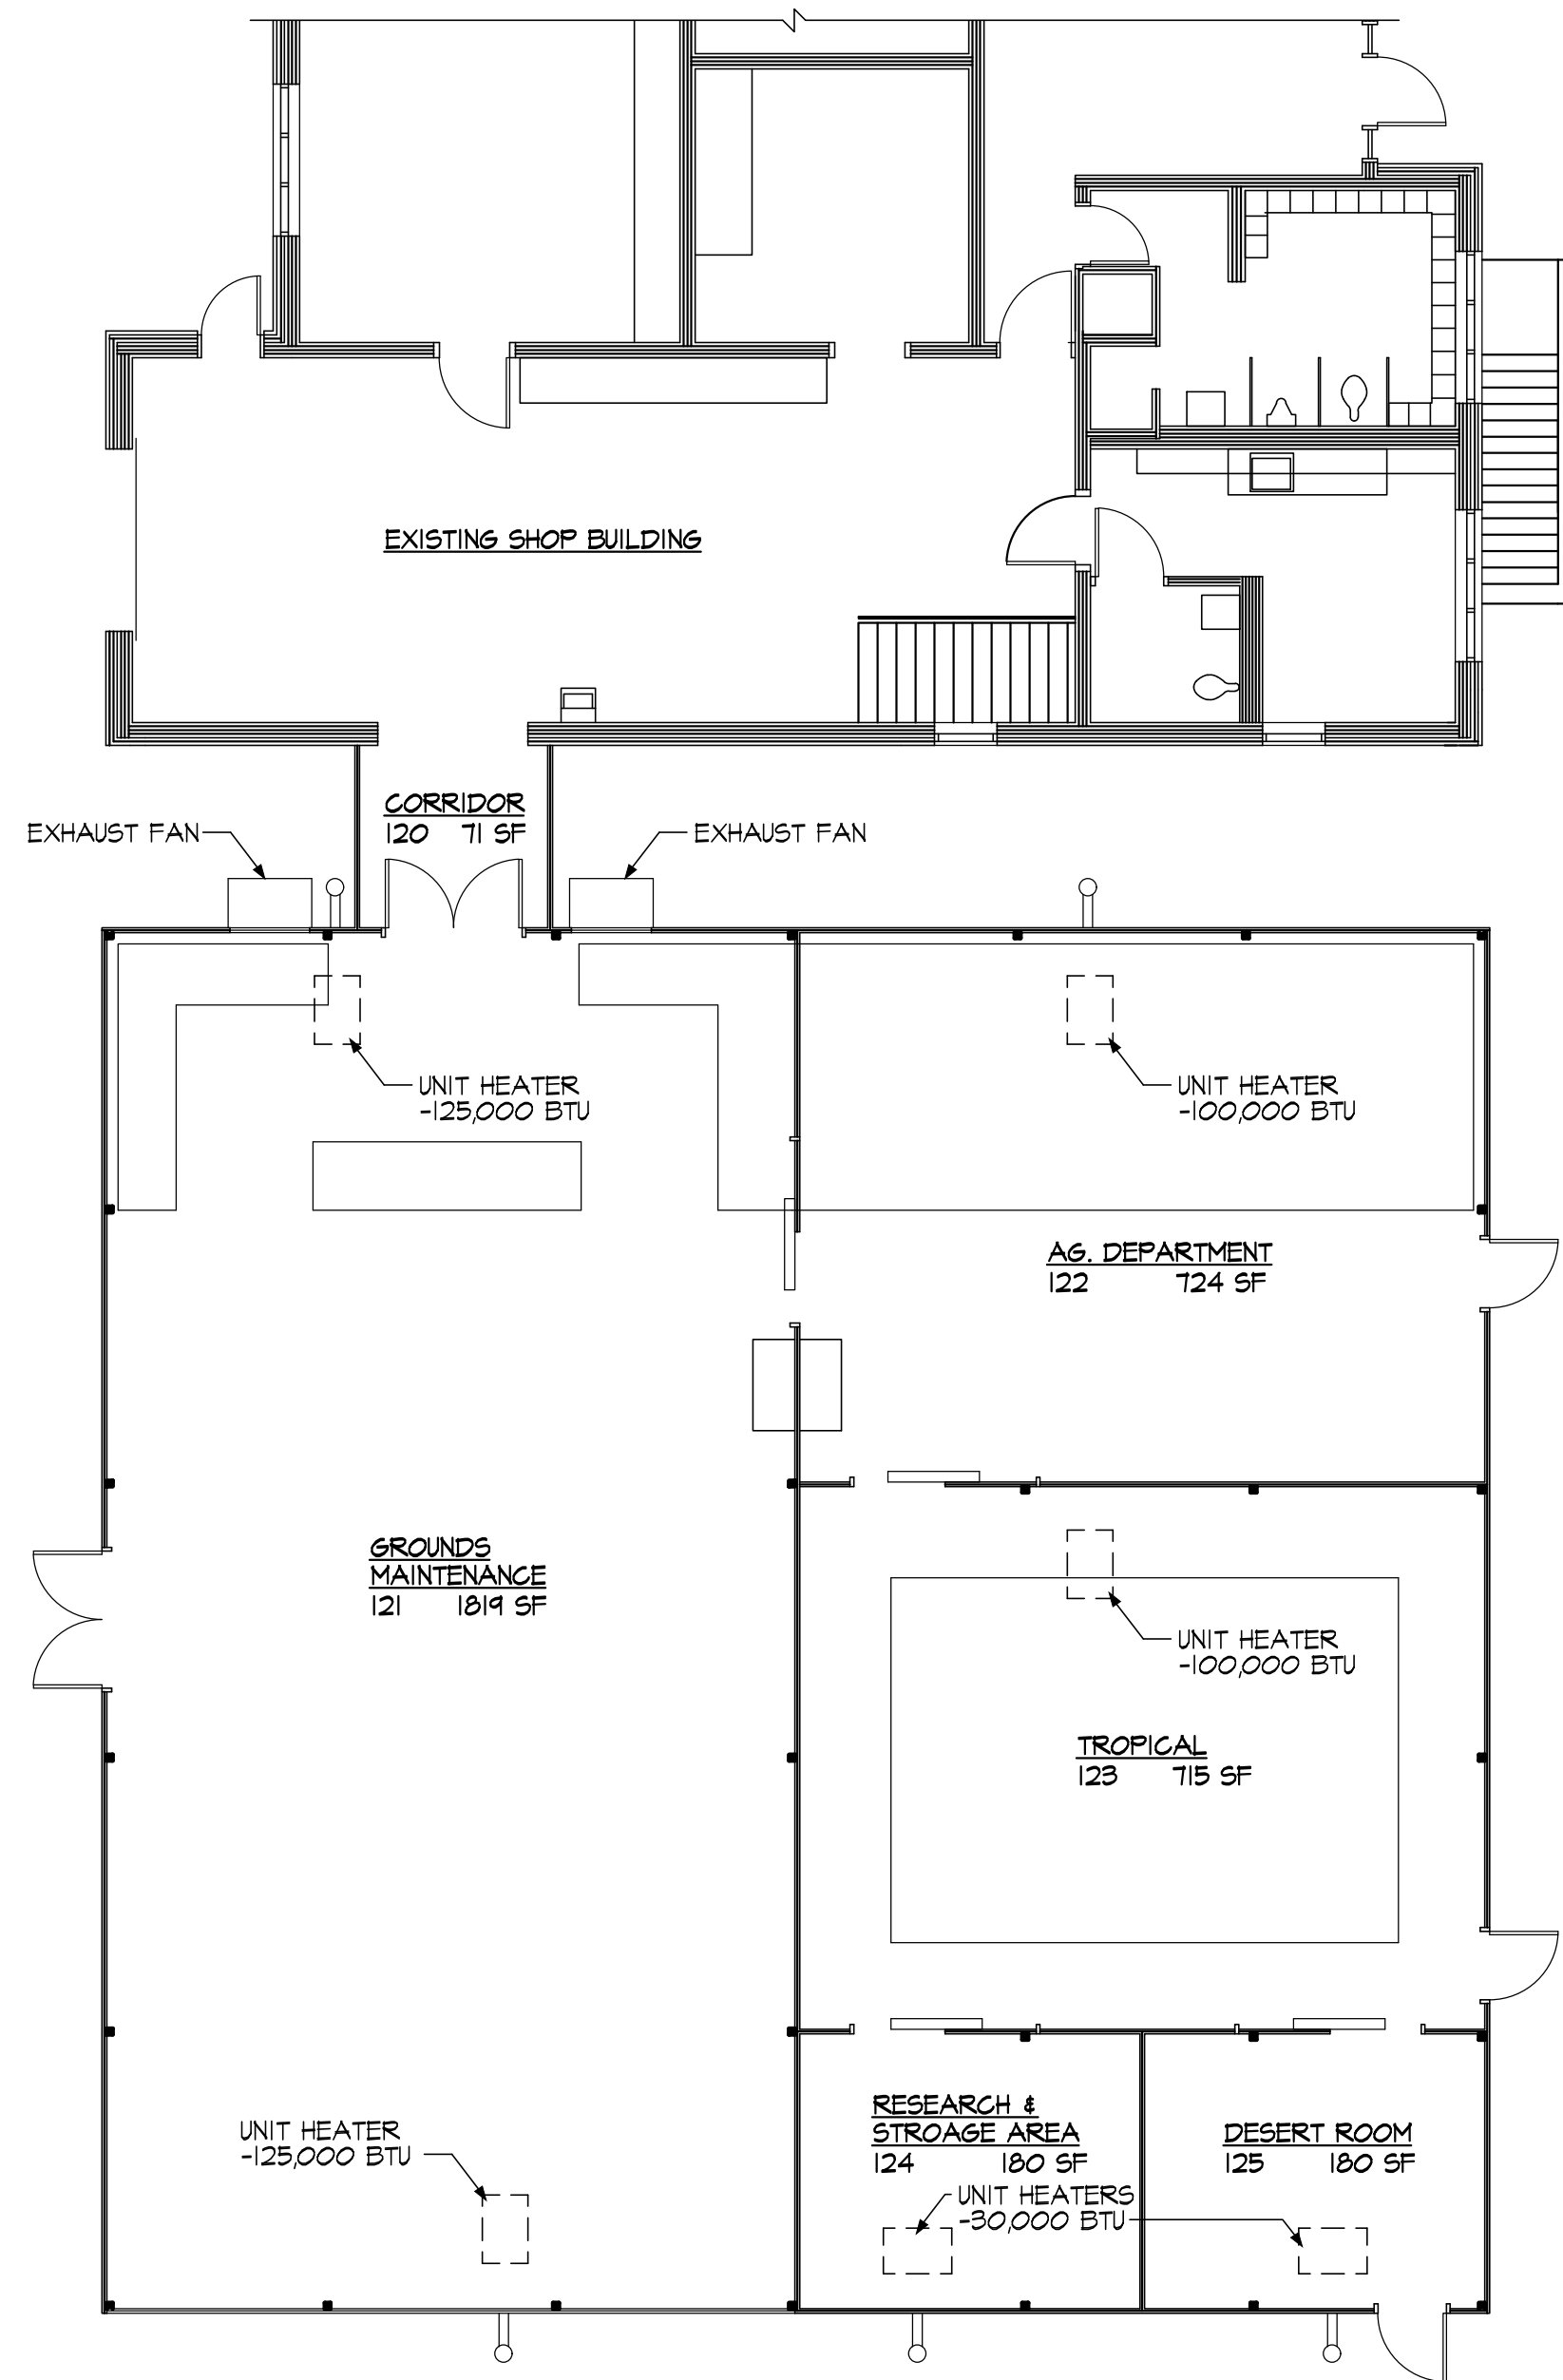 EXISTING SHOP BUILDING
CORRIDOR
120 71 SF
EXHAUST FAN
EXHAUST FAN
UNIT HEATER
-125,000 BTU
UNIT HEATER
-100,000 BTU
AG. DEPARTMENT
122 724 SF
GROUNDS
MAINTENANCE
121 1819 SF
UNIT HEATER
-100,000 BTU
TROPICAL
123 715 SF
UNIT HEATER
-125,000 BTU
RESEARCH &
STROAGE AREA
124 180 SF
DESERT ROOM
125 180 SF
UNIT HEATERS
-30,000 BTU